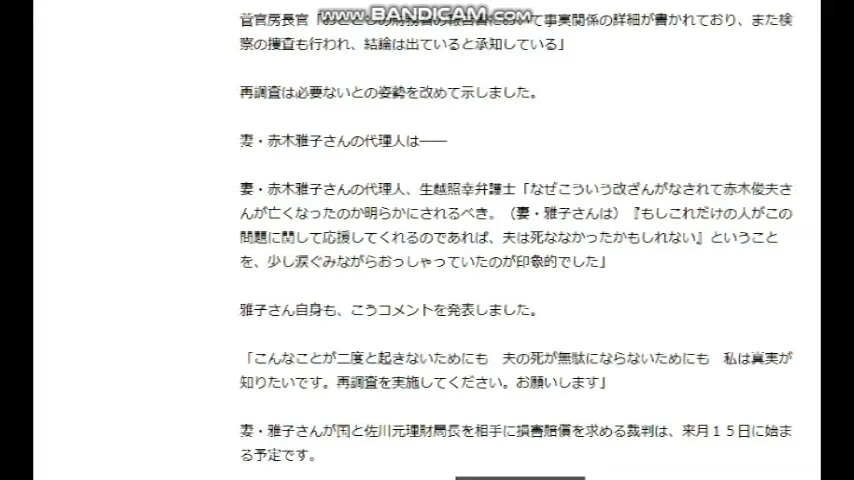 www.BANDICAM.com
菅官房長官「
おいて事実関係の詳細が書かれており、また検
察の捜査も行われ、結論は出ていると承知している」
再調査は必要ないとの姿勢を改めて示しました。
妻・赤木雅子さんの代理人は――
妻・赤木雅子さんの代理人、生越照幸弁護士「なぜこういう改ざんがなされて赤木俊夫さ
んが亡くなったのか明らかにされるべき。（妻・雅子さんは）『もしこれだけの人がこの
問題に関して応援してくれるのであれば、夫は死ななかったかもしれない』ということ
を、少し涙ぐみながらおっしゃっていたのが印象的でした」
雅子さん自身も、こうコメントを発表しました。
「こんなことが二度と起きないためにも　夫の死が無駄にならないためにも　私は真実が
知りたいです。再調査を実施してください。お願いします」
妻・雅子さんが国と佐川元理財局長を相手に損害賠償を求める裁判は、来月１５日に始ま
る予定です。